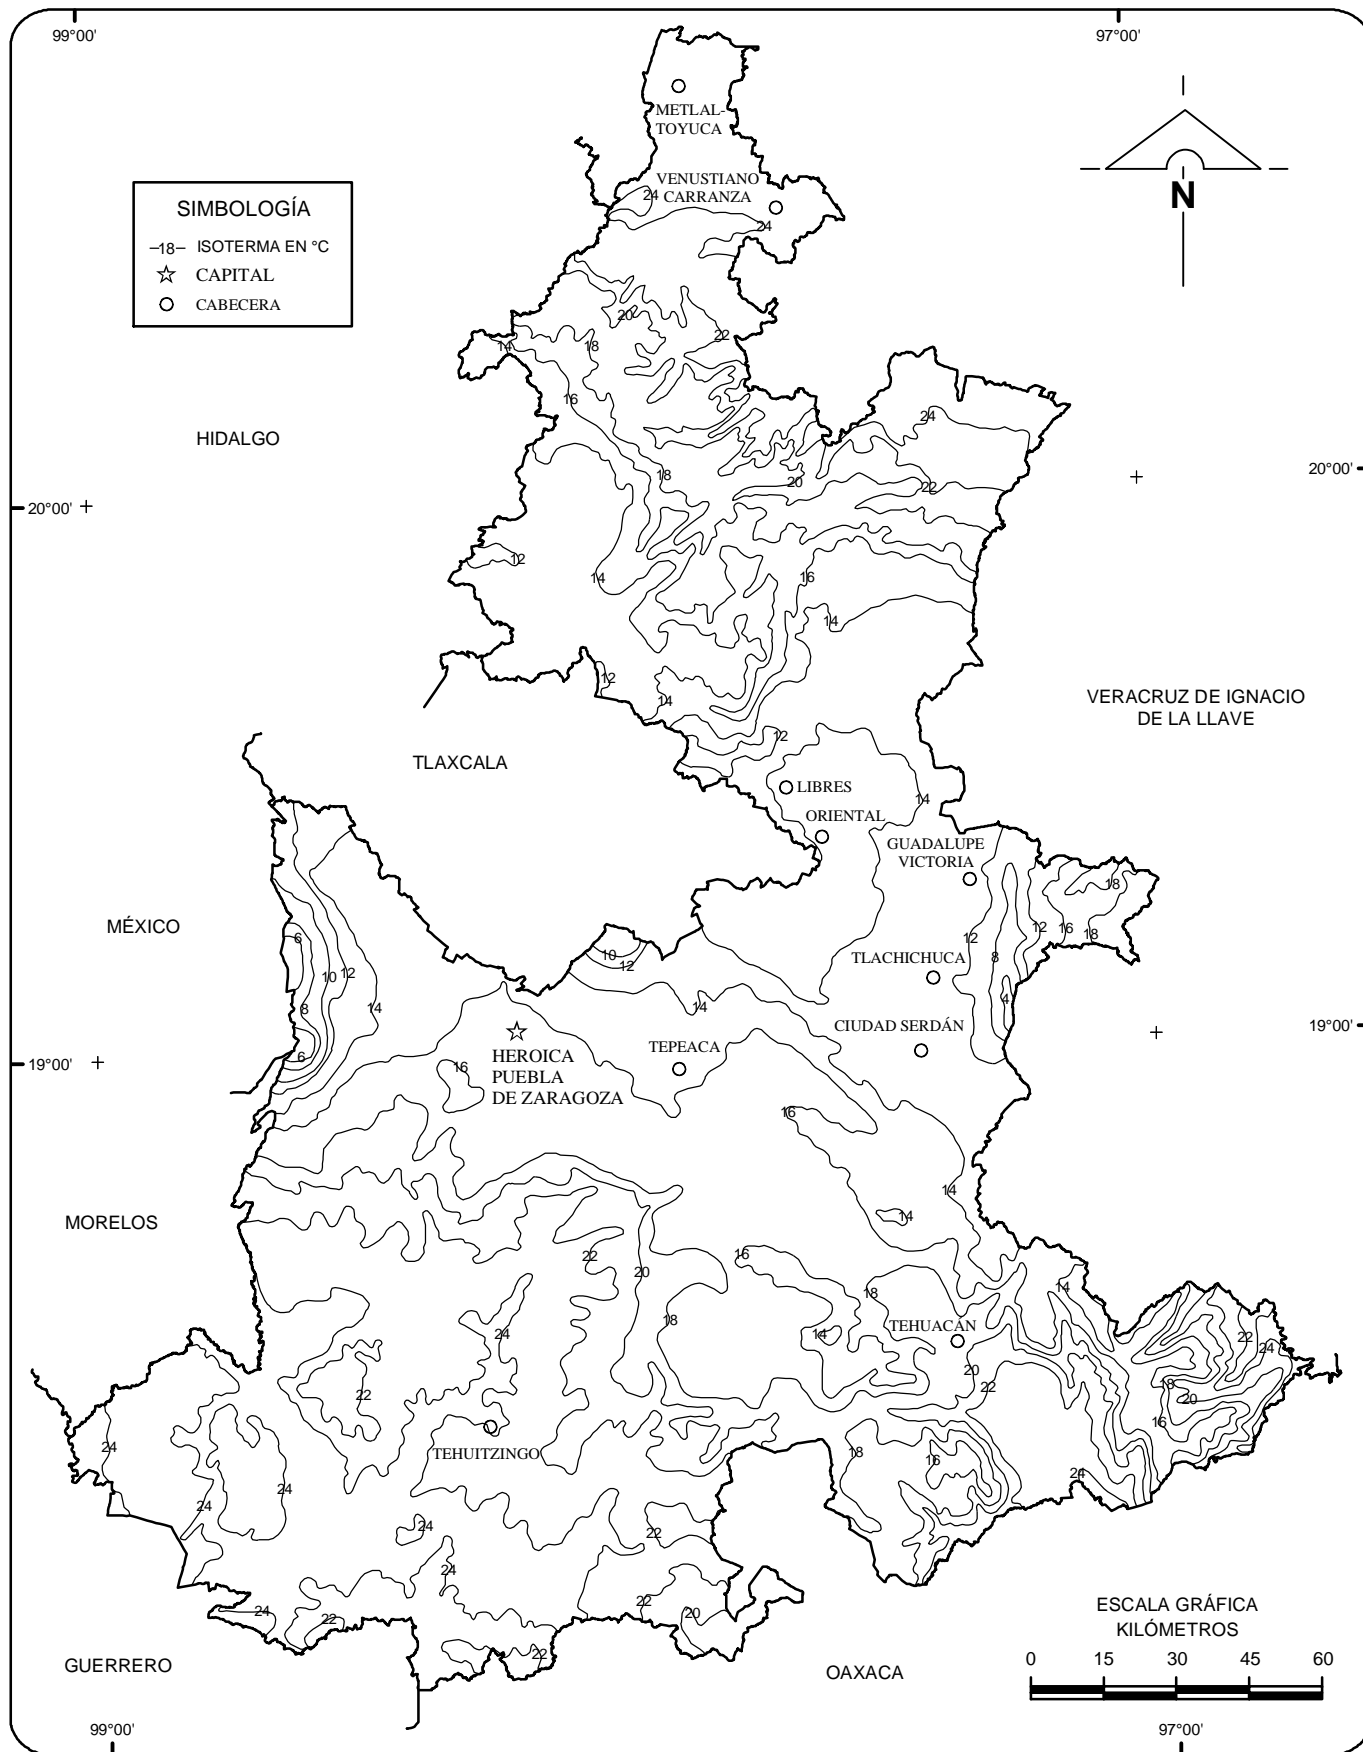 99°00'
97°00'
METLAL-
TOYUCA
N
VENUSTIANO
CARRANZA
24
24
SIMBOLOGÍA
–18– ISOTERMA EN °C
CAPITAL
CABECERA
20
22
14
18
16
24
HIDALGO
18
20
22
20°00'
20°00'
12
14
16
14
12
14
12
VERACRUZ DE IGNACIO
DE LA LLAVE
TLAXCALA
LIBRES
14
ORIENTAL
GUADALUPE
VICTORIA
18
MÉXICO
6
10
12
8
14
10
12
12
12
16
18
TLACHICHUCA
8
4
14
CIUDAD SERDÁN
19°00'
19°00'
6
HEROICA
PUEBLA
DE ZARAGOZA
16
TEPEACA
16
14
14
MORELOS
22
20
16
18
18
14
14
TEHUACÁN
24
22
24
20
22
18
20
16
22
TEHUITZINGO
24
24
24
18
16
24
24
22
24
22
20
24
22
22
ESCALA GRÁFICA
KILÓMETROS
0 15 30 45 60
GUERRERO
OAXACA
99°00'
97°00'